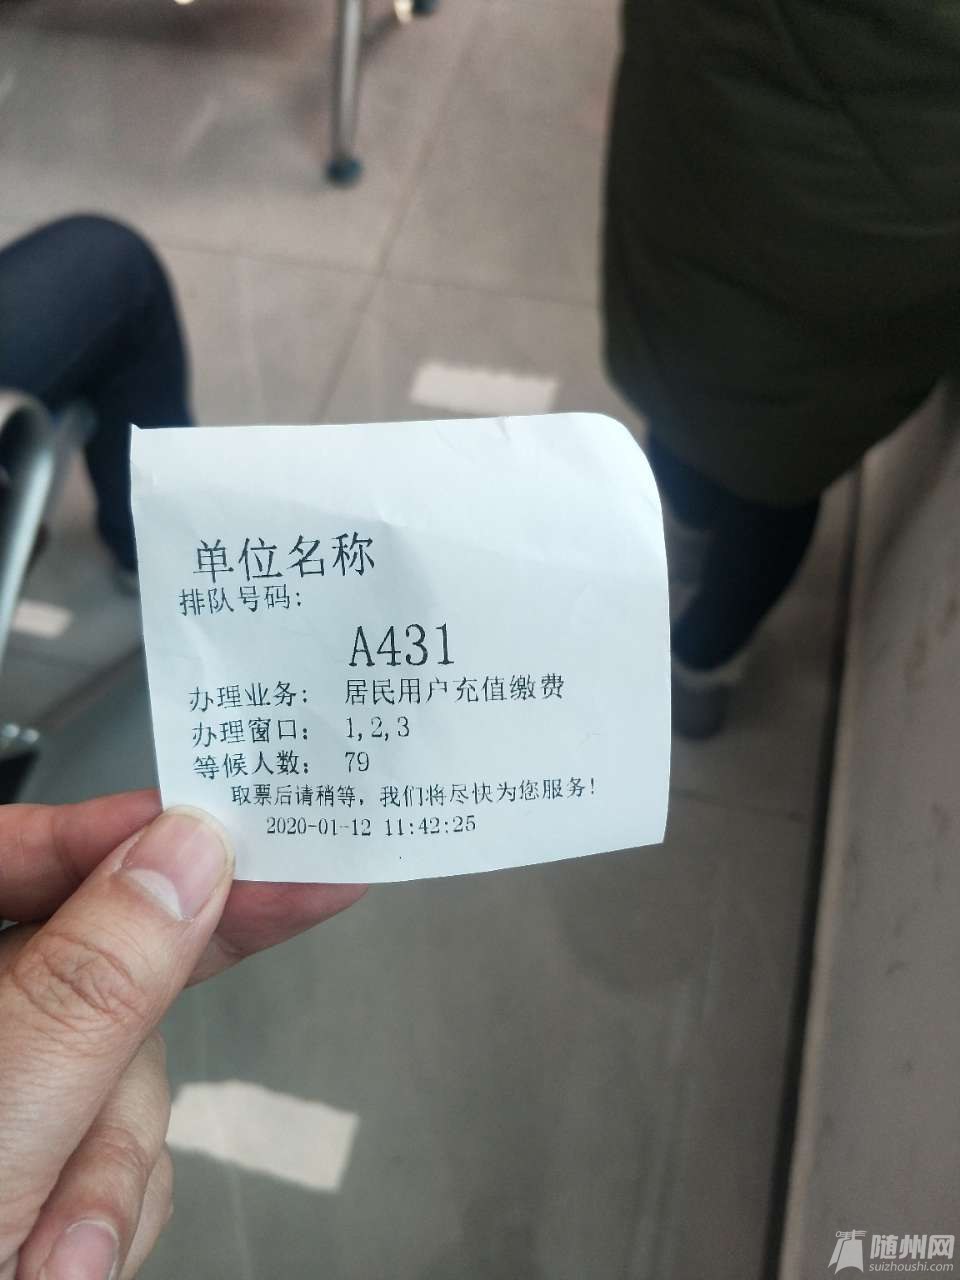 单位名称
排队号码:
A431
办理业务: 居民用户充值缴费
办理窗口: 1,2,3
等候人数: 79
取票后请稍等，我们将尽快为您服务!
2020-01-12 11:42:25
随州网
suizhoushi.com